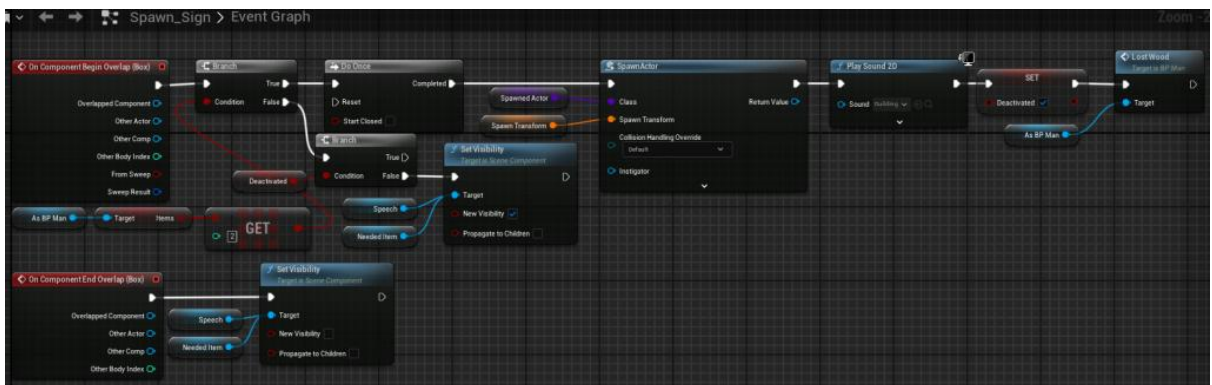 Spawn_Sign > Event Graph
Zoom -2
On Component Begin Overlap (Box)
Overlapped Component
Other Actor
Other Comp
Other Body Index
From Sweep
Sweep Result
Branch
True
Condition
False
Do Once
Completed
Reset
Start Closed
Spawned Actor
Spawn Transform
SpawnActor
Class
Return Value
Spawn Transform
Collision Handling Override
Default
Instigator
Play Sound 2D
Sound
SET
Deactivated
As BP Man
LostWood
Target is BP Man
Target
Branch
True
Condition
False
Deactivated
Set Visibility
Target is Scene Component
Target
New Visibility
Propagate to Children
Speech
Needed Item
As BP Man
Target Items
2 GET
On Component End Overlap (Box)
Overlapped Component
Other Actor
Other Comp
Other Body Index
Speech
Needed Item
Set Visibility
Target is Scene Component
Target
New Visibility
Propagate to Children